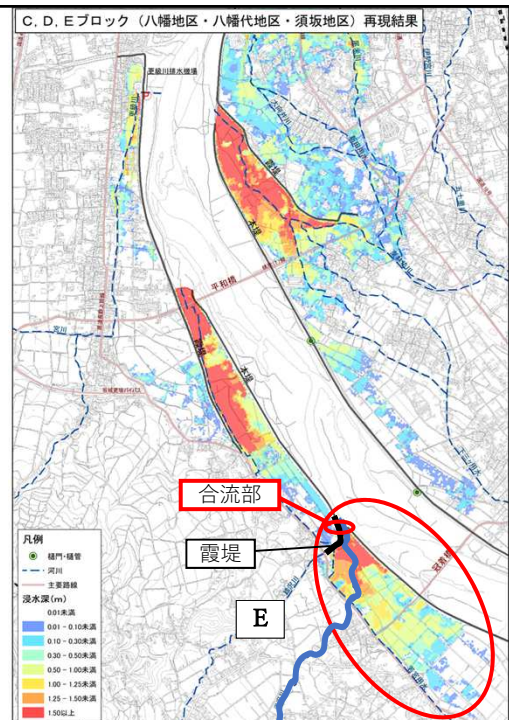 C, D, Eブロック（八幡地区・八幡代地区・須坂地区）再現結果
更級川排水機場
霞堤
本堤
平和橋
宮川
霞堤
本堤
合流部
霞堤
冠着橋
E
凡例
樋門・樋管
河川
主要路線
浸水深(m)
0.01未満
0.01 - 0.10未満
0.10 - 0.30未満
0.30 - 0.50未満
0.50 - 1.00未満
1.00 - 1.25未満
1.25 - 1.50未満
1.50以上